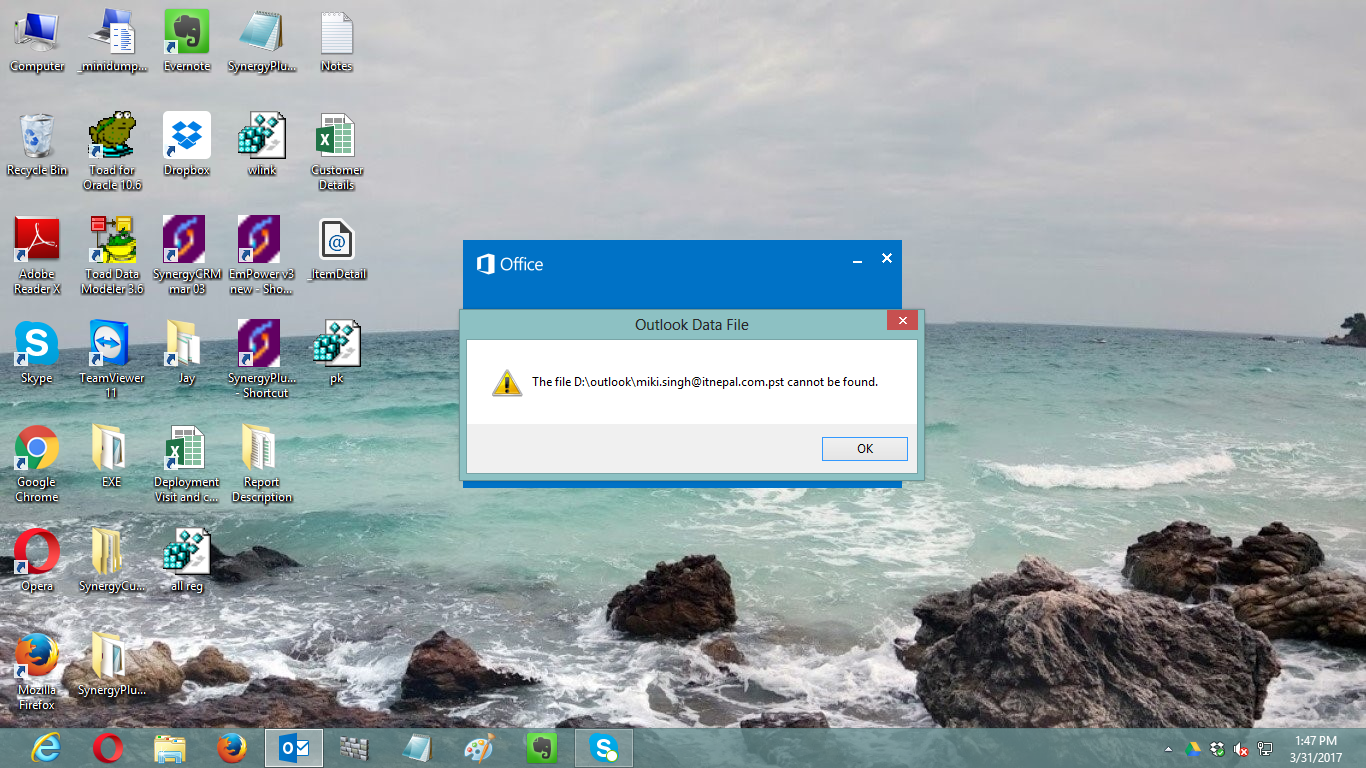 Computer
_minidump...
Evernote
SynergyPlu...
Notes
Recycle Bin
Toad for
Oracle 10.6
Dropbox
wlink
Customer
Details
Adobe
Reader X
Toad Data
Modeler 3.6
SynergyCRM
mar 03
EmPower v3
new - Sho...
_ItemDetail
Skype
TeamViewer
11
Jay
SynergyPlu...
- Shortcut
pk
Google
Chrome
EXE
Deployment
Visit and c...
Report
Description
Opera
SynergyCu...
all reg
Mozilla
Firefox
SynergyPlu...
Office
Outlook Data File
The file D:\outlook\miki.singh@itnepal.com.pst cannot be found.
OK
1:47 PM
3/31/2017